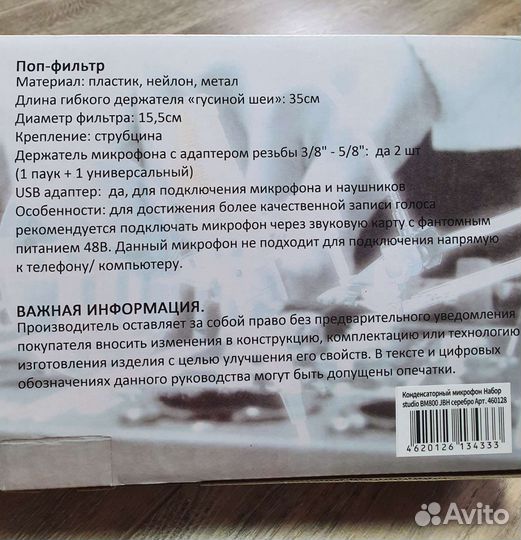 Поп-фильтр
Материал: пластик, нейлон, металл
Длина гибкого держателя «гусиной шеи»: 35см
Диаметр фильтра: 15,5см
Крепление: струбцина
Держатель микрофона с адаптером резьбы 3/8" - 5/8": да 2 шт
(1 паук + 1 универсальный)
USB адаптер: да, для подключения микрофона и наушников
Особенности: для достижения более качественной записи голоса
рекомендуется подключать микрофон через звуковую карту с фантомным
питанием 48В. Данный микрофон не подходит для подключения напрямую
к телефону/ компьютеру.
ВАЖНАЯ ИНФОРМАЦИЯ.
Производитель оставляет за собой право без предварительного уведомления
покупателя вносить изменения в конструкцию, комплектацию или технологию
изготовления изделия с целью улучшения его свойств. В тексте и цифровых
обозначениях данного руководства могут быть допущены опечатки.
Конденсаторный микрофон Набор
studio BM800 JBH серебро Арт. 460128
4620126 134333
Avito